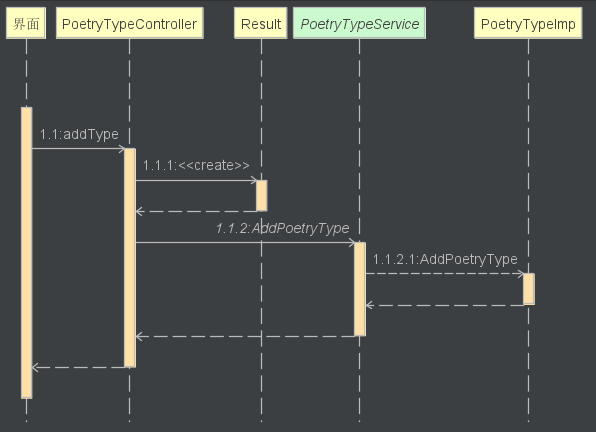 界面
PoetryTypeController
Result
PoetryTypeService
PoetryTypeImp
1.1:addType
1.1.1:<<create>>
1.1.2:AddPoetryType
1.1.2.1:AddPoetryType